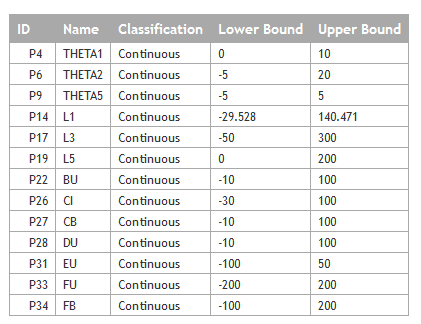 ID Name Classification Lower Bound Upper Bound
P4 THETA1 Continuous 0 10
P6 THETA2 Continuous -5 20
P9 THETA5 Continuous -5 5
P14 L1 Continuous -29.528 140.471
P17 L3 Continuous -50 300
P19 L5 Continuous 0 200
P22 BU Continuous -10 100
P26 CI Continuous -30 100
P27 CB Continuous -10 100
P28 DU Continuous -10 100
P31 EU Continuous -100 50
P33 FU Continuous -200 200
P34 FB Continuous -100 200